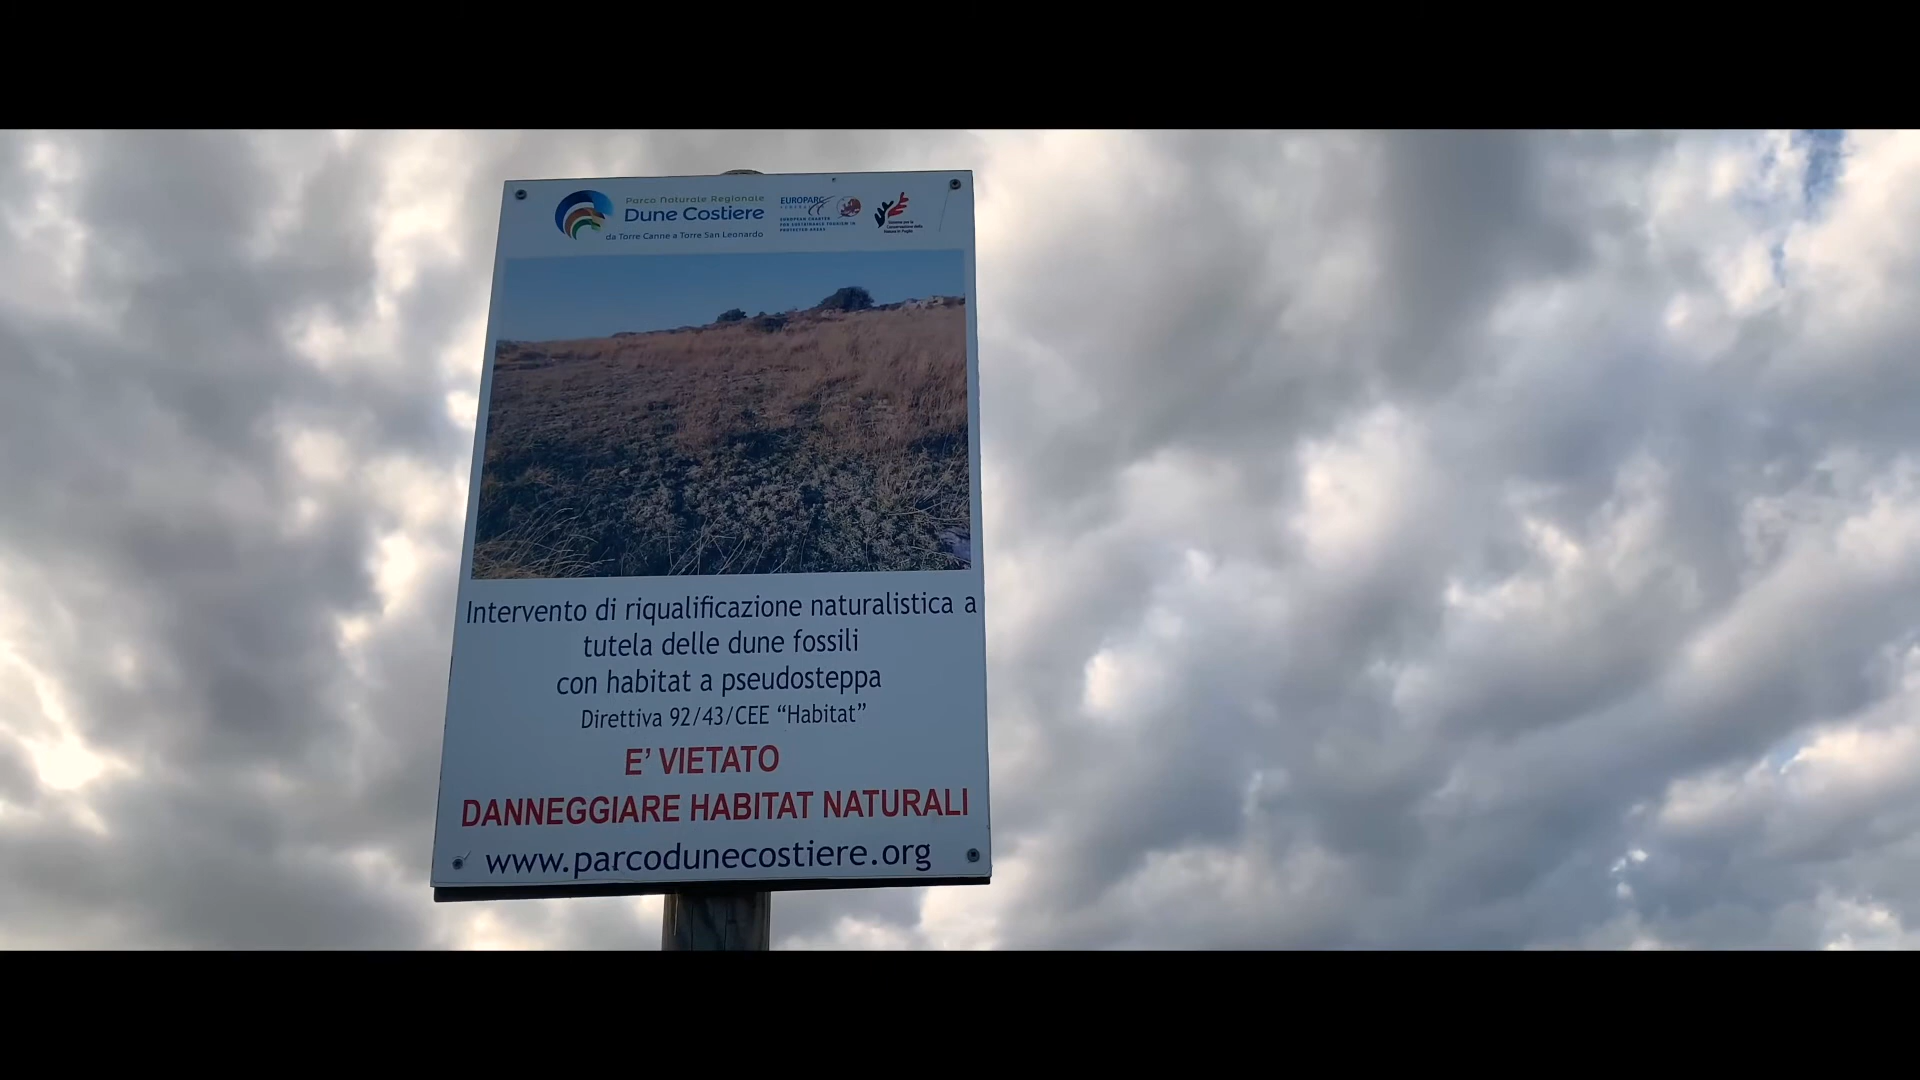 Parco Naturale Regionale
Dune Costiere
da Torre Canne a Torre San Leonardo
EUROPARC
FEDERATION
EUROPEAN CHARTER
FOR SUSTAINABLE TOURISM IN
PROTECTED AREAS
Intervento di riqualificazione naturalistica a
tutela delle dune fossili
con habitat a pseudosteppa
Direttiva 92/43/CEE “Habitat”
E’ VIETATO
DANNEGGIARE HABITAT NATURALI
www.parcodunecostiere.org